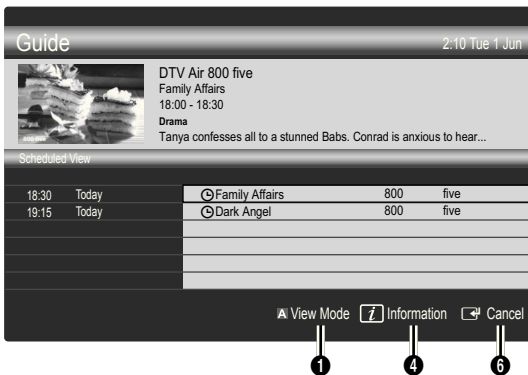 Guide 2:10 Tue 1 Jun
DTV Air 800 five
Family Affairs
18:00 - 18:30
Drama
Tanya confesses all to a stunned Babs. Conrad is anxious to hear...
Scheduled View
18:30 Today Family Affairs 800 five
19:15 Today Dark Angel 800 five
A View Mode i Information Cancel
1 4 6